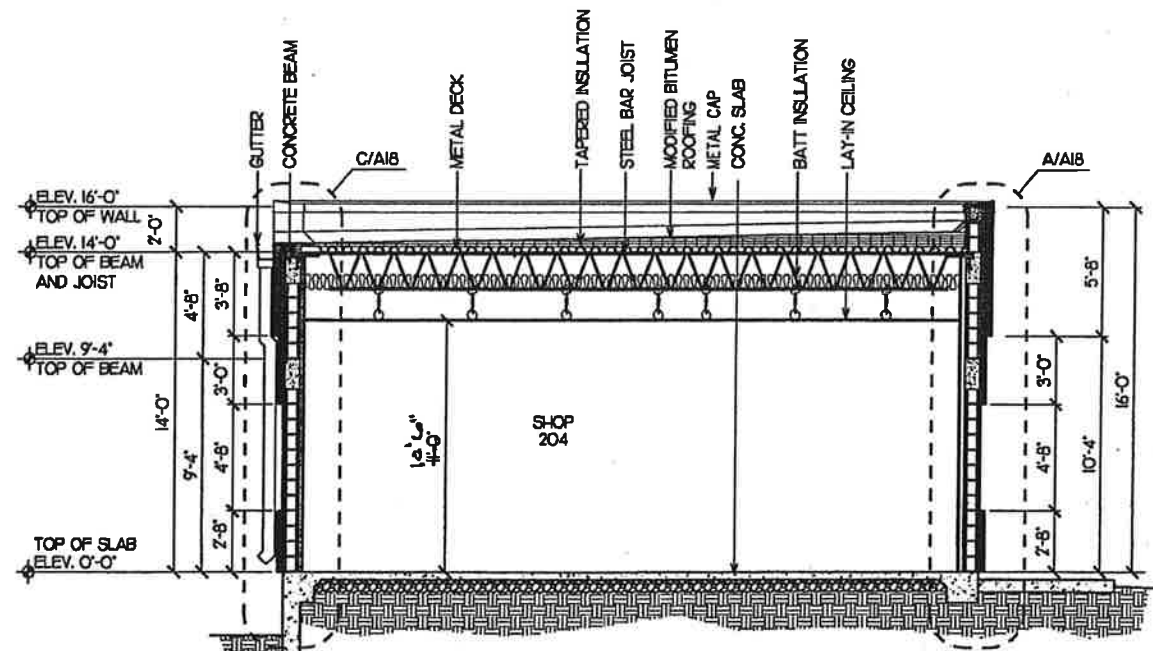 GUTTER
CONCRETE BEAM
C/A18
METAL DECK
TAPERED INSULATION
STEEL BAR JOIST
MODIFIED BITUMEN
ROOFING
METAL CAP
CONC. SLAB
BATT INSULATION
LAY-IN CEILING
A/A18
ELEV. 16'-0"
TOP OF WALL
ELEV. 14'-0"
TOP OF BEAM
AND JOIST
ELEV. 9'-4"
TOP OF BEAM
TOP OF SLAB
ELEV. 0'-0"
2'-0"
14'-0"
4'-8"
9'-4"
3'-8"
3'-0"
4'-8"
2'-8"
11'-0"
SHOP
204
3'-0"
4'-8"
2'-8"
5'-8"
10'-4"
16'-0"